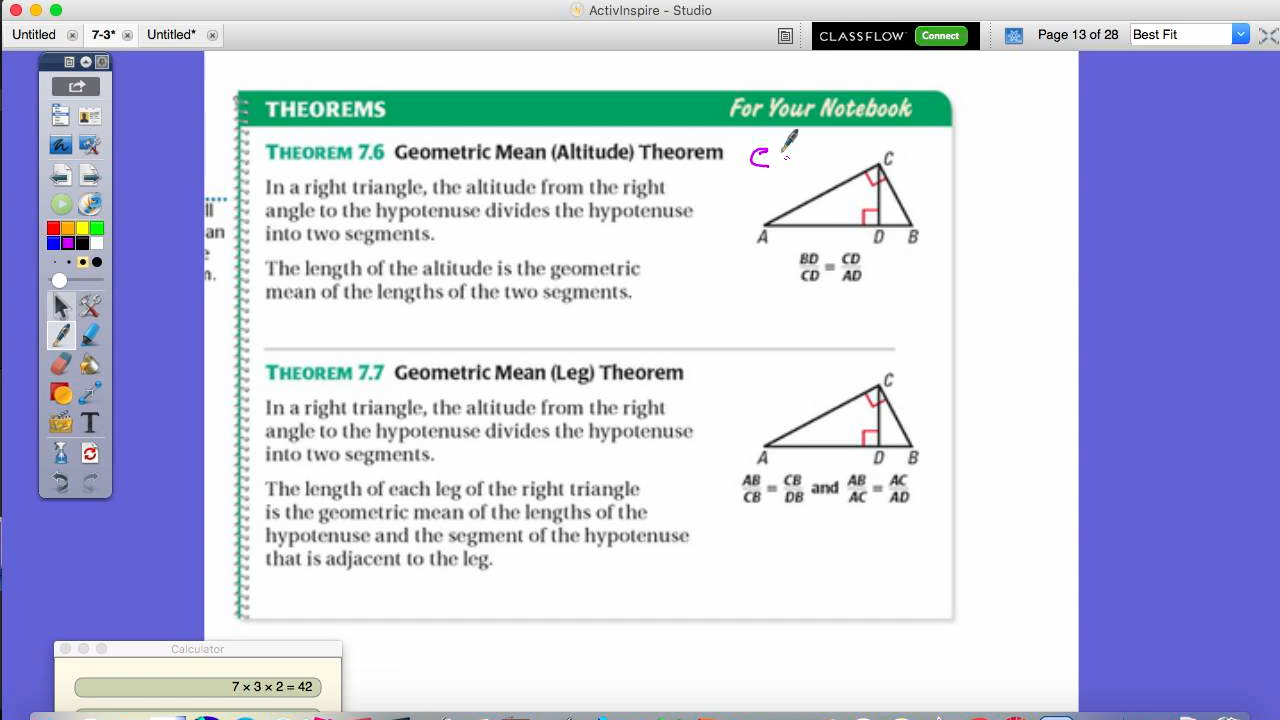 ActivInspire - Studio
Untitled 7-3* Untitled* CLASSFLOW Connect Page 13 of 28 Best Fit
THEOREMS For Your Notebook
THEOREM 7.6 Geometric Mean (Altitude) Theorem C
In a right triangle, the altitude from the right
angle to the hypotenuse divides the hypotenuse
into two segments.
The length of the altitude is the geometric
mean of the lengths of the two segments.
C
A D B
BD/CD = CD/AD
ll
an
m.
THEOREM 7.7 Geometric Mean (Leg) Theorem
In a right triangle, the altitude from the right
angle to the hypotenuse divides the hypotenuse
into two segments.
The length of each leg of the right triangle
is the geometric mean of the lengths of the
hypotenuse and the segment of the hypotenuse
that is adjacent to the leg.
C
A D B
AB/CB = CB/DB and AB/AC = AC/AD
T
Calculator
7 × 3 × 2 = 42